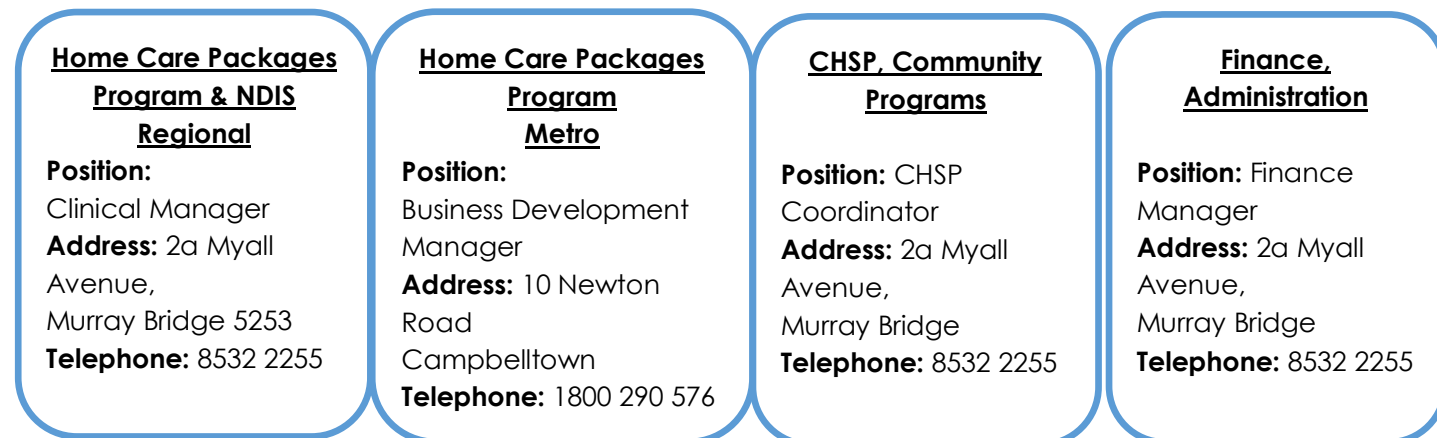 Home Care Packages
Program & NDIS
Regional
Position:
Clinical Manager
Address: 2a Myall
Avenue,
Murray Bridge 5253
Telephone: 8532 2255
Home Care Packages
Program
Metro
Position:
Business Development
Manager
Address: 10 Newton
Road
Campbelltown
Telephone: 1800 290 576
CHSP, Community
Programs
Position: CHSP
Coordinator
Address: 2a Myall
Avenue,
Murray Bridge
Telephone: 8532 2255
Finance,
Administration
Position: Finance
Manager
Address: 2a Myall
Avenue,
Murray Bridge
Telephone: 8532 2255